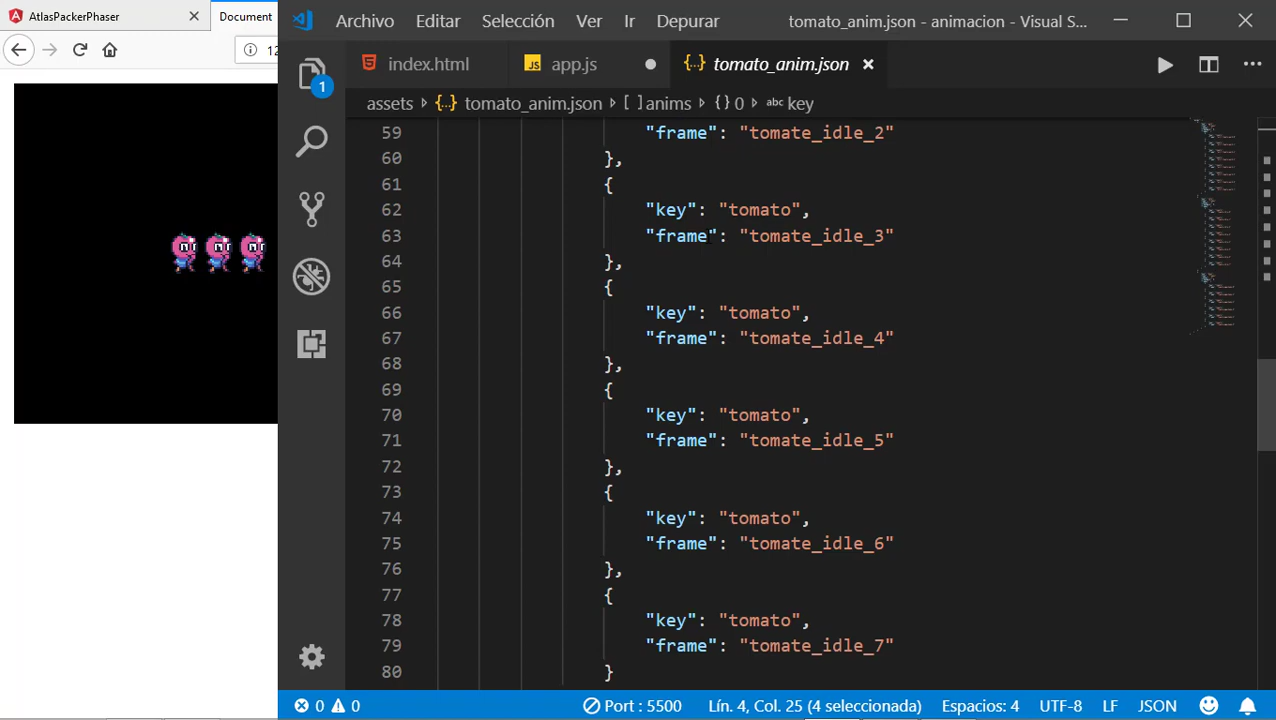 AtlasPackerPhaser
Document
12
Archivo Editar Selección Ver Ir Depurar
tomato_anim.json - animacion - Visual S...
index.html
JS app.js
{..} tomato_anim.json
assets {..} tomato_anim.json [ ] anims { } 0 abc key
1
59 "frame": "tomate_idle_2"
60 },
61 {
62 "key": "tomato",
63 "frame": "tomate_idle_3"
64 },
65 {
66 "key": "tomato",
67 "frame": "tomate_idle_4"
68 },
69 {
70 "key": "tomato",
71 "frame": "tomate_idle_5"
72 },
73 {
74 "key": "tomato",
75 "frame": "tomate_idle_6"
76 },
77 {
78 "key": "tomato",
79 "frame": "tomate_idle_7"
80 }
0 0 Port : 5500 Lín. 4, Col. 25 (4 seleccionada) Espacios: 4 UTF-8 LF JSON